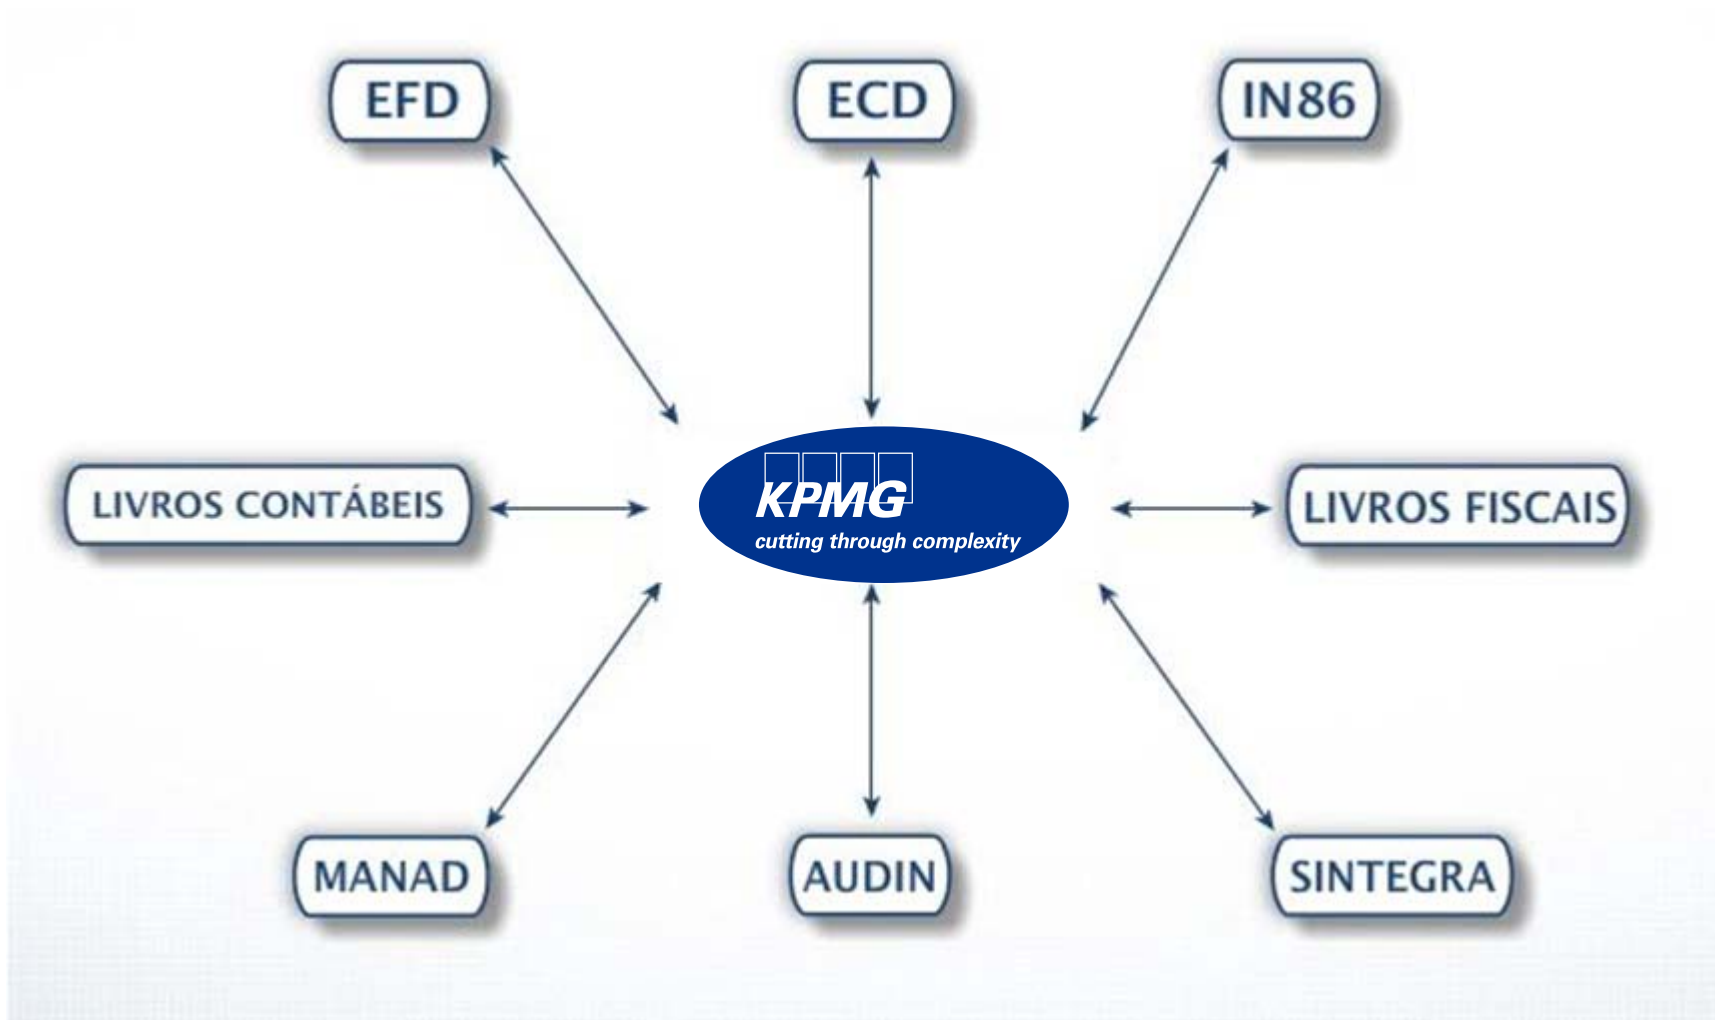 EFD
ECD
IN86
KPMG
cutting through complexity
LIVROS CONTÁBEIS
LIVROS FISCAIS
MANAD
AUDIN
SINTEGRA